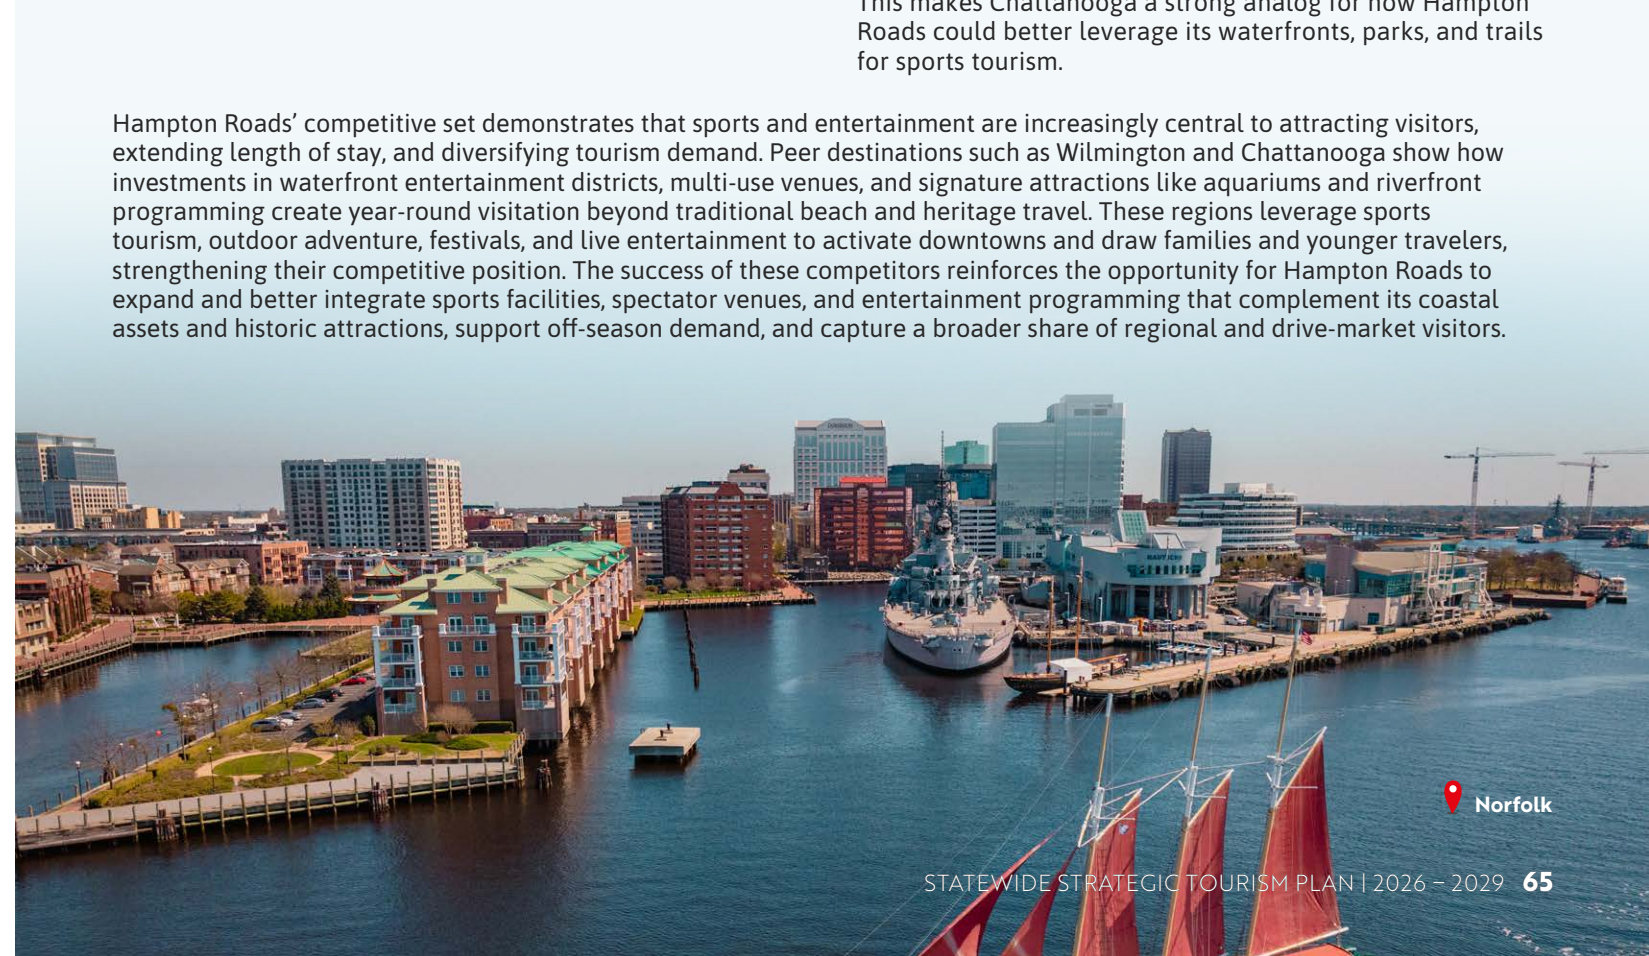 This makes Chattanooga a strong analog for how Hampton
Roads could better leverage its waterfronts, parks, and trails
for sports tourism.
Hampton Roads’ competitive set demonstrates that sports and entertainment are increasingly central to attracting visitors,
extending length of stay, and diversifying tourism demand. Peer destinations such as Wilmington and Chattanooga show how
investments in waterfront entertainment districts, multi-use venues, and signature attractions like aquariums and riverfront
programming create year-round visitation beyond traditional beach and heritage travel. These regions leverage sports
tourism, outdoor adventure, festivals, and live entertainment to activate downtowns and draw families and younger travelers,
strengthening their competitive position. The success of these competitors reinforces the opportunity for Hampton Roads to
expand and better integrate sports facilities, spectator venues, and entertainment programming that complement its coastal
assets and historic attractions, support off-season demand, and capture a broader share of regional and drive-market visitors.
DOMINION
NAUTICUS
Norfolk
STATEWIDE STRATEGIC TOURISM PLAN | 2026 – 2029 65